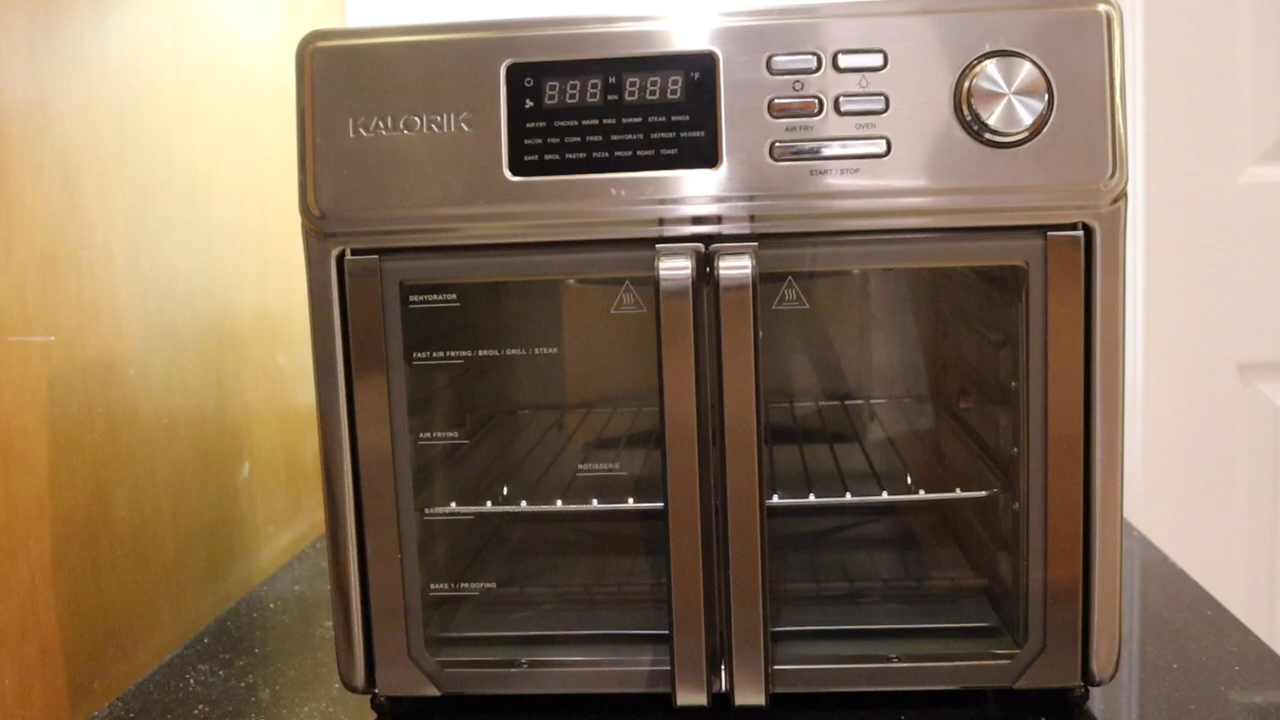 KALORIK
888 H MIN 888 °F
AIR FRY CHICKEN WARM RIBS SHRIMP STEAK WINGS
BACON FISH CORN FRIES DEHYDRATE DEFROST VEGGIES
BAKE BROIL PASTRY PIZZA PROOF ROAST TOAST
AIR FRY OVEN
START / STOP
DEHYDRATOR
FAST AIR FRYING / BROIL / GRILL / STEAK
AIR FRYING
ROTISSERIE
BAKE 1 / PROOFING